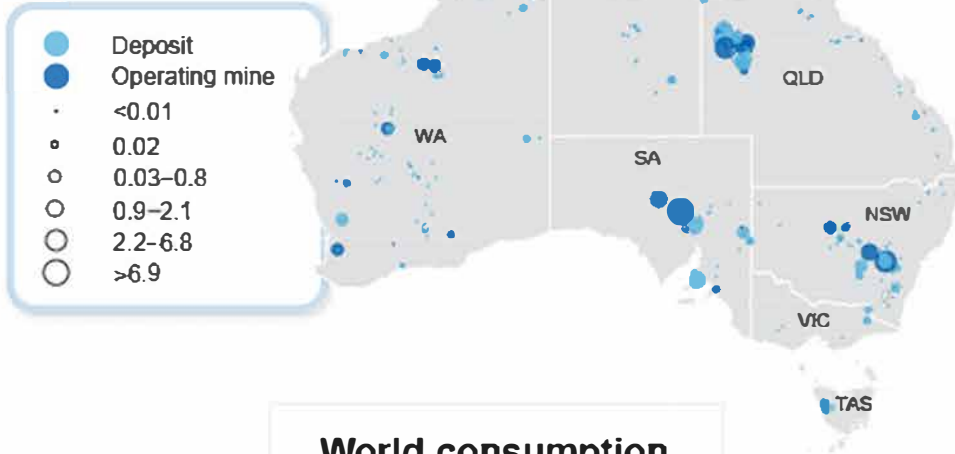 Deposit
Operating mine
<0.01
0.02
0.03–0.8
0.9–2.1
2.2–6.8
>6.9
QLD
WA
SA
NSW
VIC
TAS
World consumption